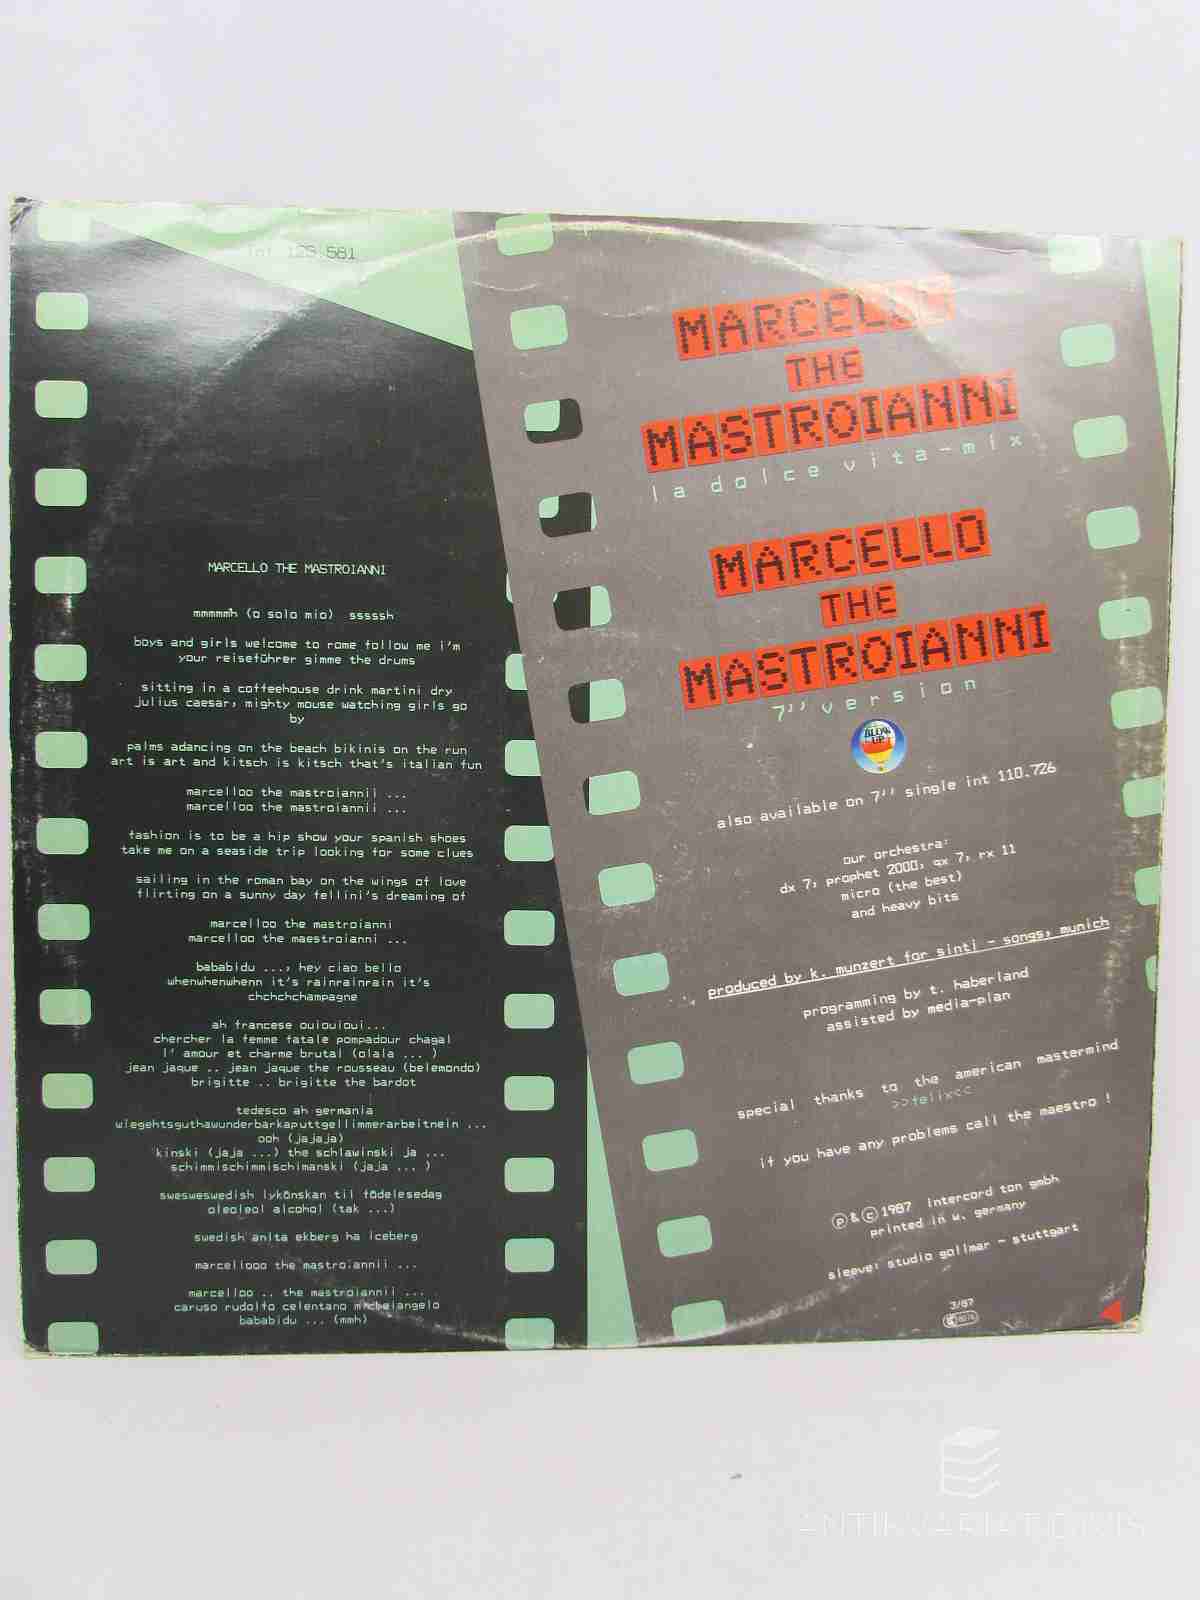 int 123.581
MARCELLO THE MASTROIANNI
mmmmmh (o solo mio) sssssh
boys and girls welcome to rome follow me i'm
your reiseführer gimme the drums
sitting in a coffeehouse drink martini dry
julius caesar, mighty mouse watching girls go
by
palms adancing on the beach bikinis on the run
art is art and kitsch is kitsch that's italian fun
marcelloo the mastroiannii ...
marcelloo the mastroiannii ...
fashion is to be a hip show your spanish shoes
take me on a seaside trip looking for some clues
sailing in the roman bay on the wings of love
flirting on a sunny day fellini's dreaming of
marcelloo the mastroianni
marcelloo the maestroianni ...
bababidu ..., hey ciao bella
whenwhenwhenn it's rainrainrain it's
chchchchampagne
ah francese ouiouioui...
chercher la femme fatale pompadour chagal
l' amour et charme brutal (olala ... )
jean jaque .. jean jaque the rousseau (belemondo)
brigitte .. brigitte the bardot
tedesco ah germania
wiegehtsguthawunderbarkaputtgellimmerarbeitnein ...
ooh (jajaja)
kinski (jaja ...) the schlawinski ja ...
schimmischimmischimanski (jaja ... )
swesweswedish lykönskan til födelesedag
oleoleol alcohol (tak ...)
swedish anita ekberg ha iceberg
marcellooo the mastroiannii ...
marcelloo .. the mastroiannii ...
caruso rudolfo celentano michelangelo
bababidu ... (mmh)
MARCELLO
THE
MASTROIANNI
la dolce vita-mix
MARCELLO
THE
MASTROIANNI
7'' version
BLOW
UP
also available on 7'' single int 110.726
our orchestra:
dx 7, prophet 2000, qx 7, rx 11
micro (the best)
and heavy bits
produced by k. munzert for sinti - songs, munich
programming by t. haberland
assisted by media-plan
special thanks to the american mastermind
>>felix<<
if you have any problems call the maestro !
℗ & © 1987 intercord ton gmbh
printed in w. germany
sleeve: studio gollmar - stuttgart
3/87
ANTIKVARIATIDVIS